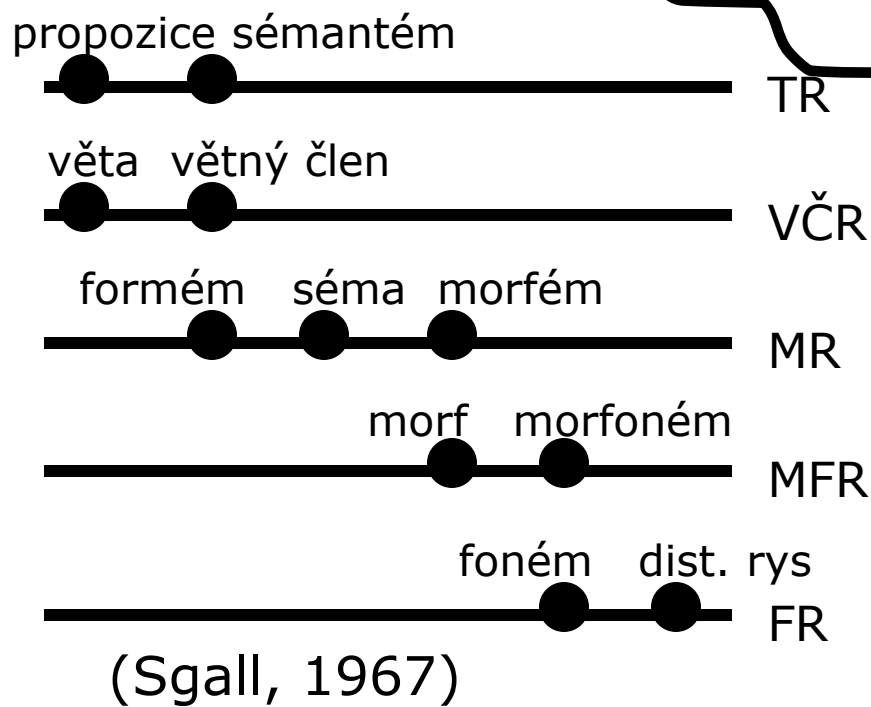 propozice sémantém
TR
věta větný člen
VČR
formém séma morfém
MR
morf morfoném
MFR
foném dist. rys
FR
(Sgall, 1967)